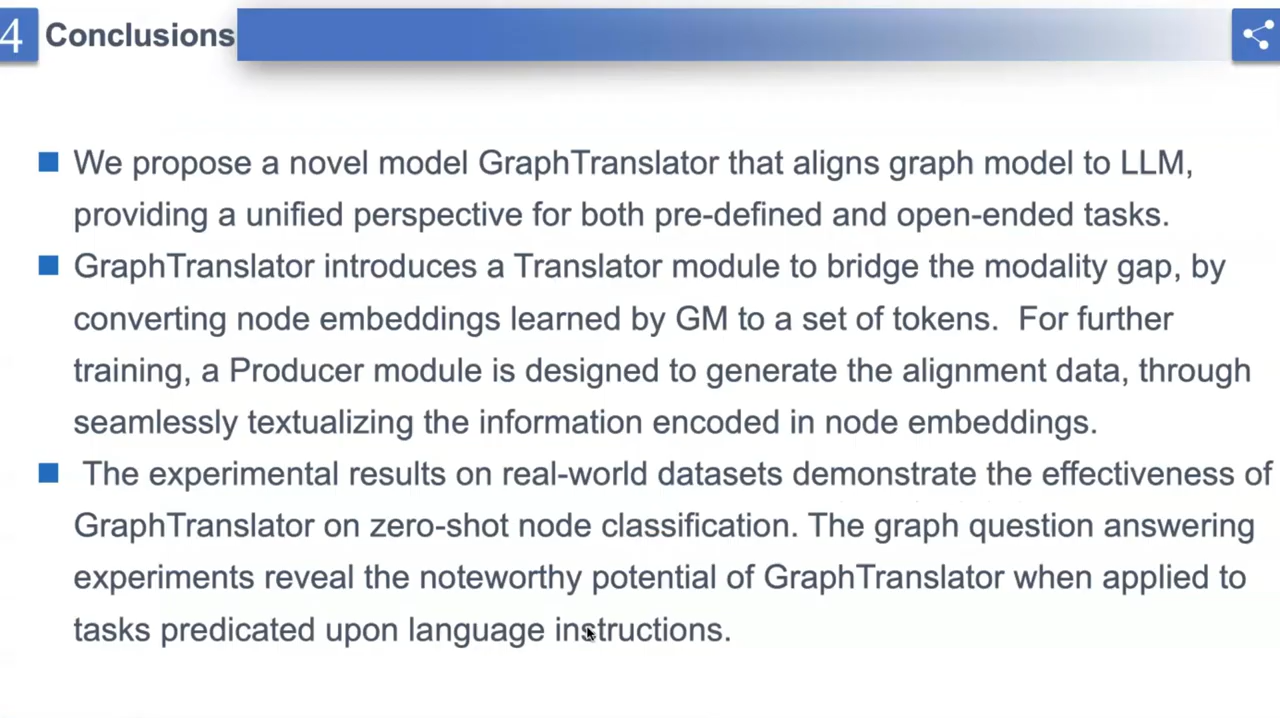 4 Conclusions
We propose a novel model GraphTranslator that aligns graph model to LLM,
providing a unified perspective for both pre-defined and open-ended tasks.
GraphTranslator introduces a Translator module to bridge the modality gap, by
converting node embeddings learned by GM to a set of tokens.  For further
training, a Producer module is designed to generate the alignment data, through
seamlessly textualizing the information encoded in node embeddings.
The experimental results on real-world datasets demonstrate the effectiveness of
GraphTranslator on zero-shot node classification. The graph question answering
experiments reveal the noteworthy potential of GraphTranslator when applied to
tasks predicated upon language instructions.